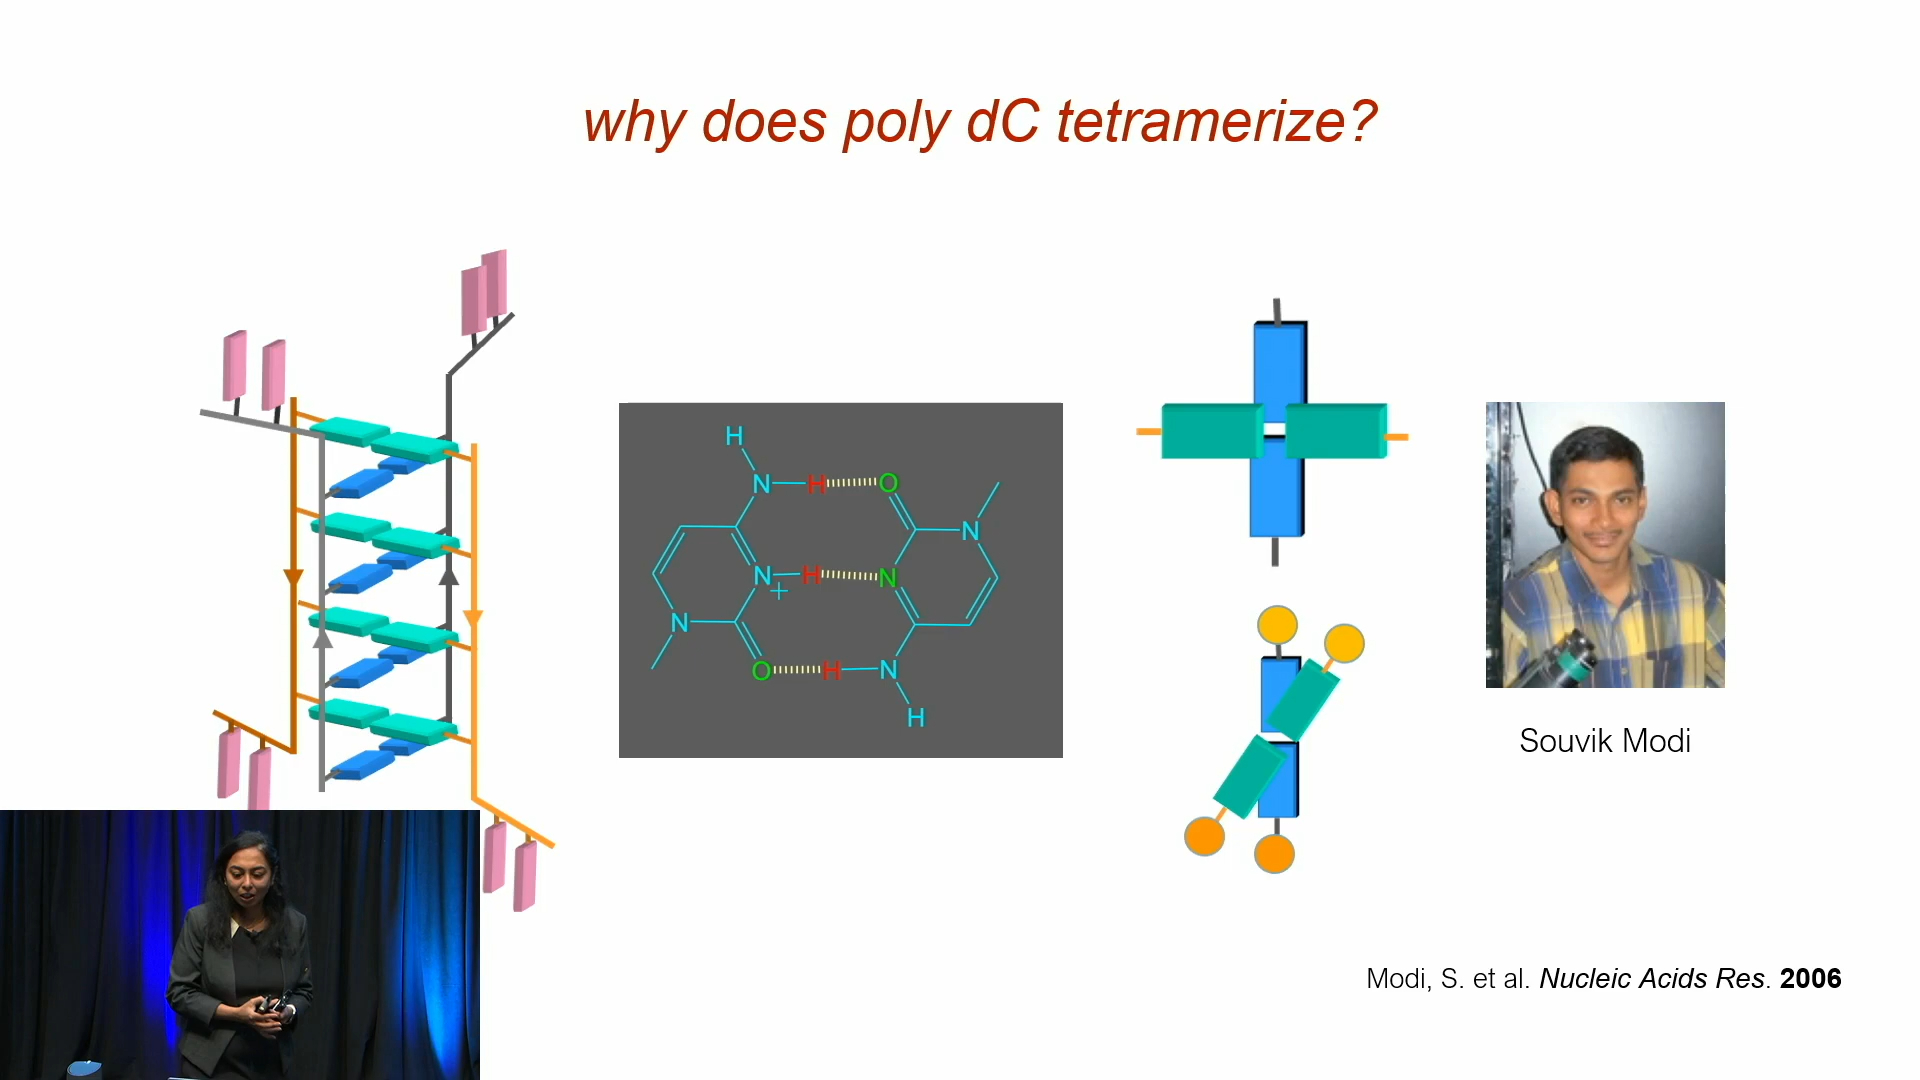 why does poly dC tetramerize?
H
N H O
N
N H N
+
N
O H N
H
Souvik Modi
Modi, S. et al. Nucleic Acids Res. 2006